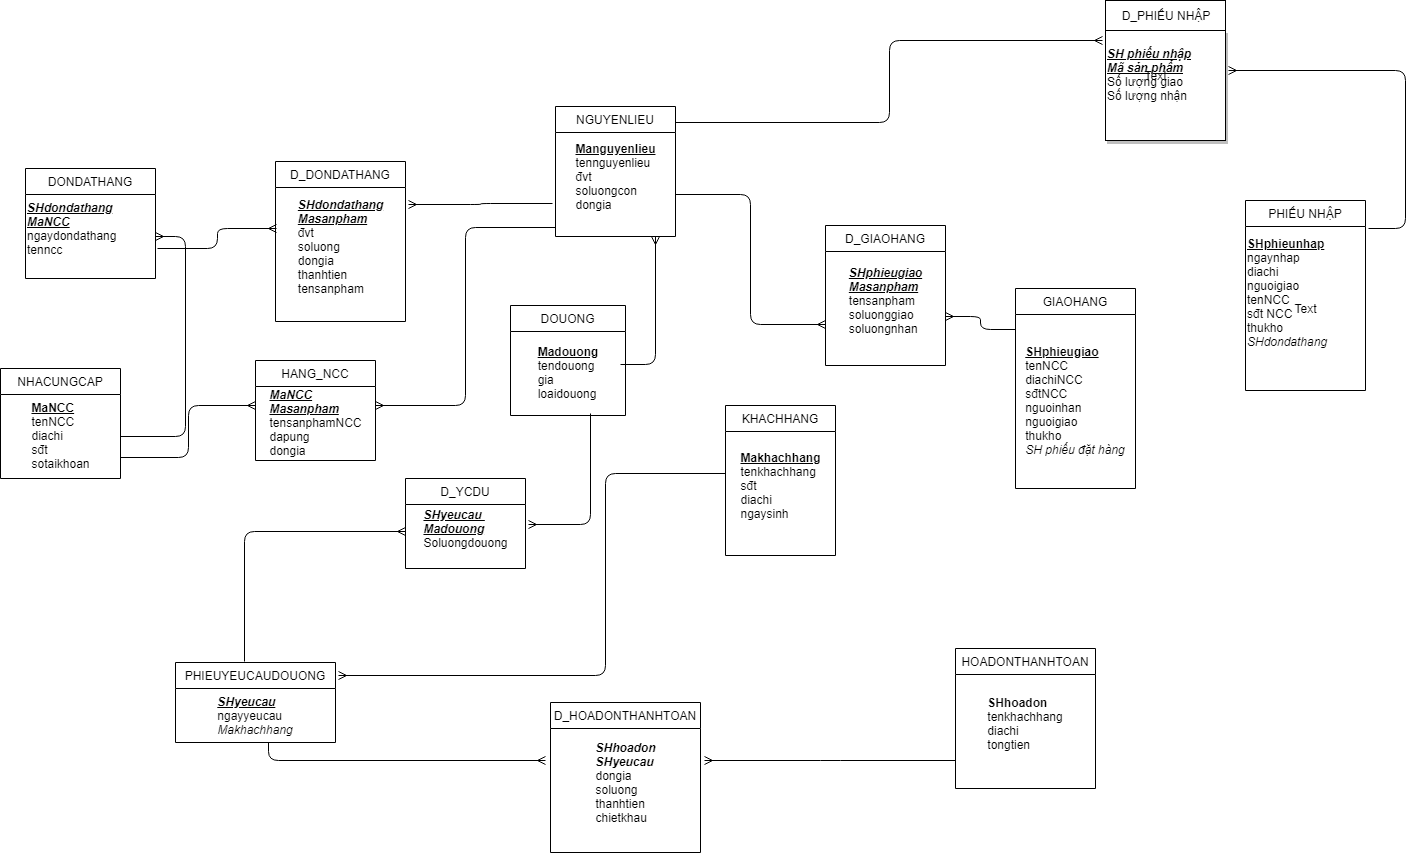 D_PHIẾU NHẬP
SH phiếu nhập
Mã sản phẩm
Text
Số lượng giao
Số lượng nhận
NGUYENLIEU
Manguyenlieu
tennguyenlieu
đvt
soluongcon
dongia
DONDATHANG
SHdondathang
MaNCC
ngaydondathang
tenncc
D_DONDATHANG
SHdondathang
Masanpham
đvt
soluong
dongia
thanhtien
tensanpham
PHIẾU NHẬP
SHphieunhap
ngaynhap
diachi
nguoigiao
tenNCC
sđt NCC
Text
thukho
SHdondathang
D_GIAOHANG
SHphieugiao
Masanpham
tensanpham
soluonggiao
soluongnhan
GIAOHANG
SHphieugiao
tenNCC
diachiNCC
sđtNCC
nguoinhan
nguoigiao
thukho
SH phiếu đặt hàng
DOUONG
Madouong
tendouong
gia
loaidouong
NHACUNGCAP
MaNCC
tenNCC
diachi
sđt
sotaikhoan
HANG_NCC
MaNCC
Masanpham
tensanphamNCC
dapung
dongia
KHACHHANG
Makhachhang
tenkhachhang
sđt
diachi
ngaysinh
D_YCDU
SHyeucau
Madouong
Soluongdouong
PHIEUYEUCAUDOUONG
SHyeucau
ngayyeucau
Makhachhang
D_HOADONTHANHTOAN
SHhoadon
SHyeucau
dongia
soluong
thanhtien
chietkhau
HOADONTHANHTOAN
SHhoadon
tenkhachhang
diachi
tongtien